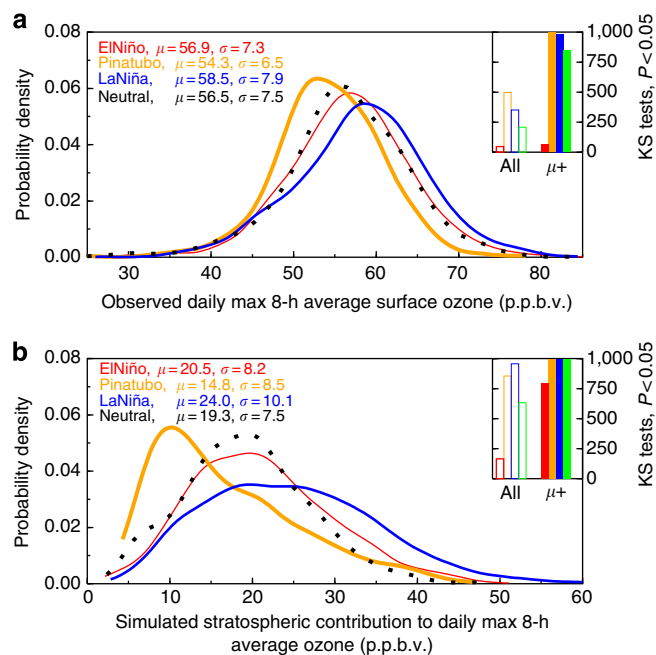 a
ElNiño, μ=56.9, σ=7.3
Pinatubo, μ=54.3, σ=6.5
LaNiña, μ=58.5, σ=7.9
Neutral, μ=56.5, σ=7.5
0.08
0.06
0.04
0.02
0.00
Probability density
30 40 50 60 70 80
Observed daily max 8-h average surface ozone (p.p.b.v.)
1,000
750
500
250
0
KS tests, P<0.05
All μ+
b
ElNiño, μ=20.5, σ=8.2
Pinatubo, μ=14.8, σ=8.5
LaNiña, μ=24.0, σ=10.1
Neutral, μ=19.3, σ=7.5
0.08
0.06
0.04
0.02
0.00
Probability density
0 10 20 30 40 50 60
Simulated stratospheric contribution to daily max 8-h
average ozone (p.p.b.v.)
1,000
750
500
250
0
KS tests, P<0.05
All μ+